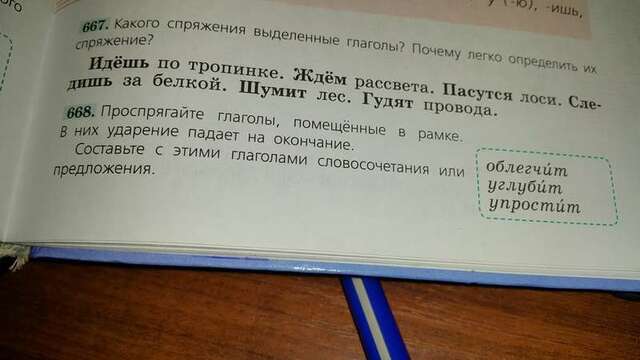 ого
у (-ю), -ишь,
667. Какого спряжения выделенные глаголы? Почему легко определить их
спряжение?
Идёшь по тропинке. Ждём рассвета. Пасутся лоси. Сле-
дишь за белкой. Шумит лес. Гудят провода.
668. Проспрягайте глаголы, помещённые в рамке.
В них ударение падает на окончание.
Составьте с этими глаголами словосочетания или
предложения.
облегчи́т
углуби́т
упрости́т